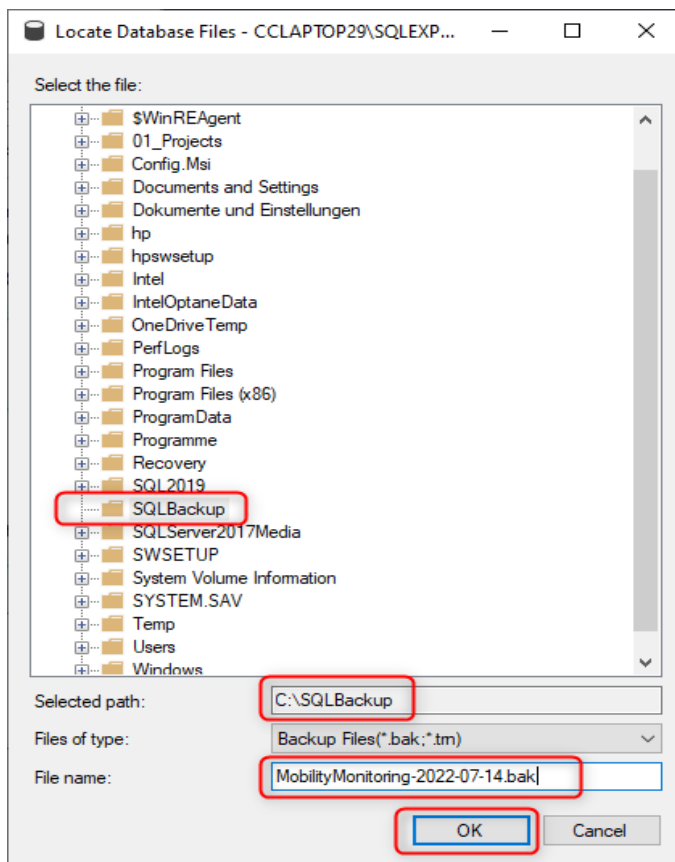 Locate Database Files - CCLAPTOP29\SQLEXP...
Select the file:
$WinREAgent
01_Projects
Config.Msi
Documents and Settings
Dokumente und Einstellungen
hp
hpswsetup
Intel
IntelOptaneData
OneDriveTemp
PerfLogs
Program Files
Program Files (x86)
ProgramData
Programme
Recovery
SQL2019
SQLBackup
SQLServer2017Media
SWSETUP
System Volume Information
SYSTEM.SAV
Temp
Users
Windows
Selected path: C:\SQLBackup
Files of type: Backup Files(*.bak;*.trn)
File name: MobilityMonitoring-2022-07-14.bak
OK Cancel